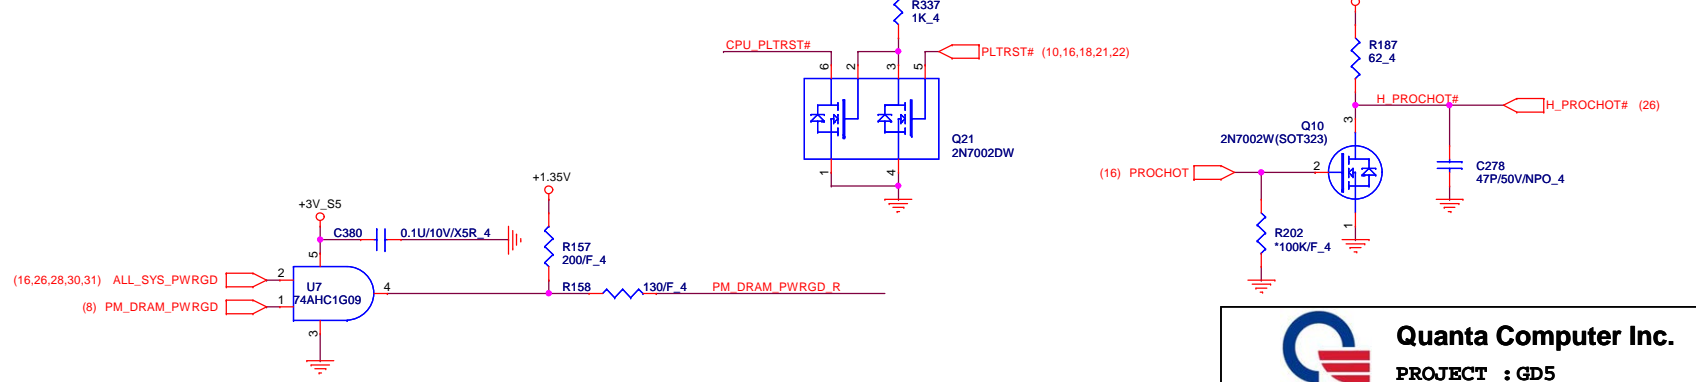 R337
1K_4
CPU_PLTRST#
PLTRST# (10,16,18,21,22)
6
2
3
5
Q21
2N7002DW
1
4
R187
62_4
H_PROCHOT#
H_PROCHOT# (26)
3
Q10
2N7002W(SOT323)
(16) PROCHOT
2
C278
47P/50V/NPO_4
1
R202
*100K/F_4
+1.35V
+3V_S5
C380
0.1U/10V/X5R_4
R157
200/F_4
5
(16,26,28,30,31) ALL_SYS_PWRGD
2
U7
74AHC1G09
4
R158
130/F_4
PM_DRAM_PWRGD_R
(8) PM_DRAM_PWRGD
1
3
Quanta Computer Inc.
PROJECT : GD5